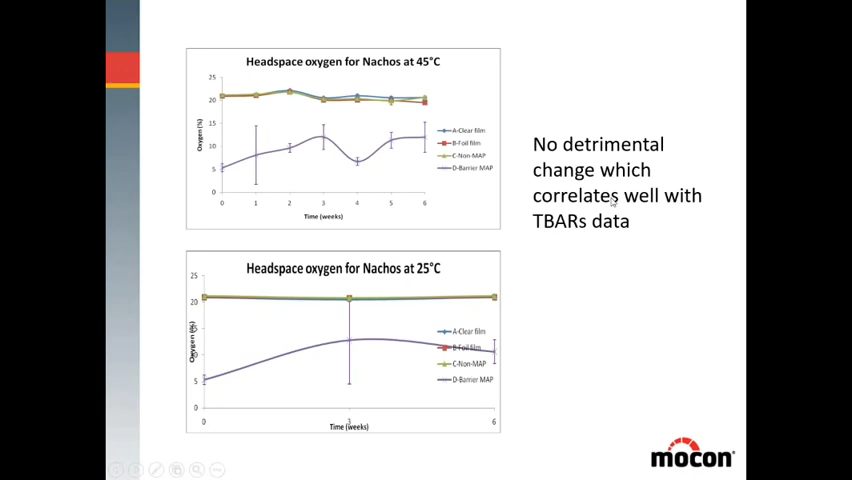 Headspace oxygen for Nachos at 45°C
25
20
15
10
5
0
Oxygen (%)
0 1 2 3 4 5 6
Time (weeks)
A-Clear film
B-Foil film
C-Non-MAP
D-Barrier MAP
No detrimental
change which
correlates well with
TBARs data
Headspace oxygen for Nachos at 25°C
25
20
15
10
5
0
Oxygen (%)
0 3 6
Time (weeks)
A-Clear film
B-Foil film
C-Non-MAP
D-Barrier MAP
mocon